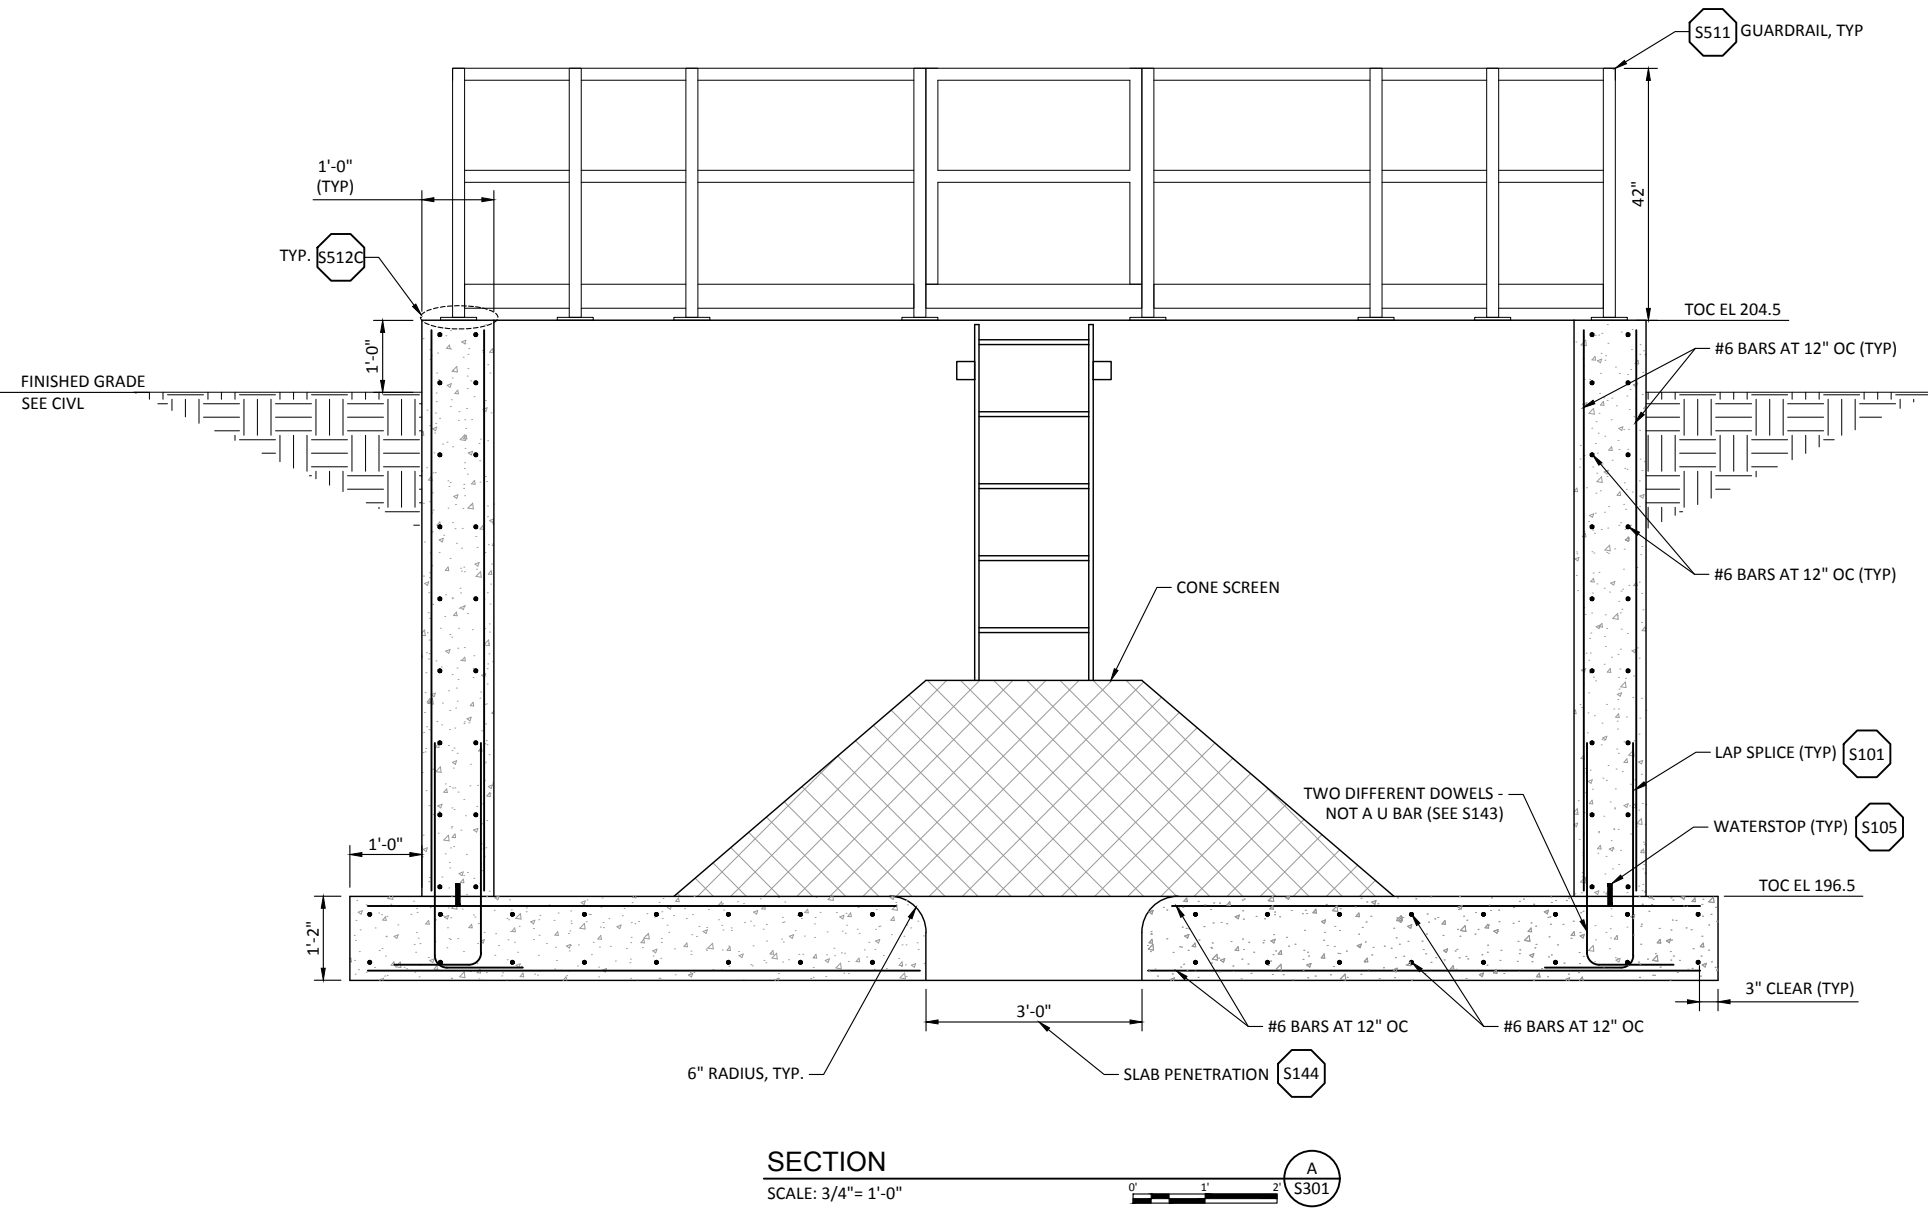 S511 GUARDRAIL, TYP
1'-0"
(TYP)
42"
TYP. S512C
TOC EL 204.5
1'-0"
#6 BARS AT 12" OC (TYP)
FINISHED GRADE
SEE CIVL
#6 BARS AT 12" OC (TYP)
CONE SCREEN
LAP SPLICE (TYP) S101
TWO DIFFERENT DOWELS -
NOT A U BAR (SEE S143)
WATERSTOP (TYP) S105
1'-0"
TOC EL 196.5
1'-2"
3" CLEAR (TYP)
3'-0"
#6 BARS AT 12" OC
#6 BARS AT 12" OC
6" RADIUS, TYP.
SLAB PENETRATION S144
SECTION
SCALE: 3/4"= 1'-0"
0' 1' 2'
A
S301